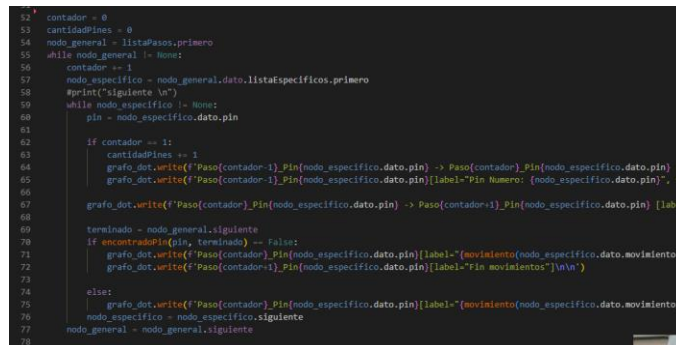 52 contador = 0
53 cantidadPines = 0
54 nodo_general = listaPasos.primero
55 while nodo_general != None:
56 contador += 1
57 nodo_especifico = nodo_general.dato.listaEspecificos.primero
58 #print("siguiente \n")
59 while nodo_especifico != None:
60 pin = nodo_especifico.dato.pin
61
62 if contador == 1:
63 cantidadPines += 1
64 grafo_dot.write(f'Paso{contador-1}_Pin{nodo_especifico.dato.pin} -> Paso{contador}_Pin{nodo_especifico.dato.pin}
65 grafo_dot.write(f'Paso{contador-1}_Pin{nodo_especifico.dato.pin}[label="Pin Numero: {nodo_especifico.dato.pin}",
66
67 grafo_dot.write(f'Paso{contador}_Pin{nodo_especifico.dato.pin} -> Paso{contador+1}_Pin{nodo_especifico.dato.pin} [lab
68
69 terminado = nodo_general.siguiente
70 if encontradoPin(pin, terminado) == False:
71 grafo_dot.write(f'Paso{contador}_Pin{nodo_especifico.dato.pin}[label="{movimiento(nodo_especifico.dato.movimiento
72 grafo_dot.write(f'Paso{contador+1}_Pin{nodo_especifico.dato.pin}[label="Fin movimientos"]\n\n')
73
74 else:
75 grafo_dot.write(f'Paso{contador}_Pin{nodo_especifico.dato.pin}[label="{movimiento(nodo_especifico.dato.movimiento
76 nodo_especifico = nodo_especifico.siguiente
77 nodo_general = nodo_general.siguiente
78